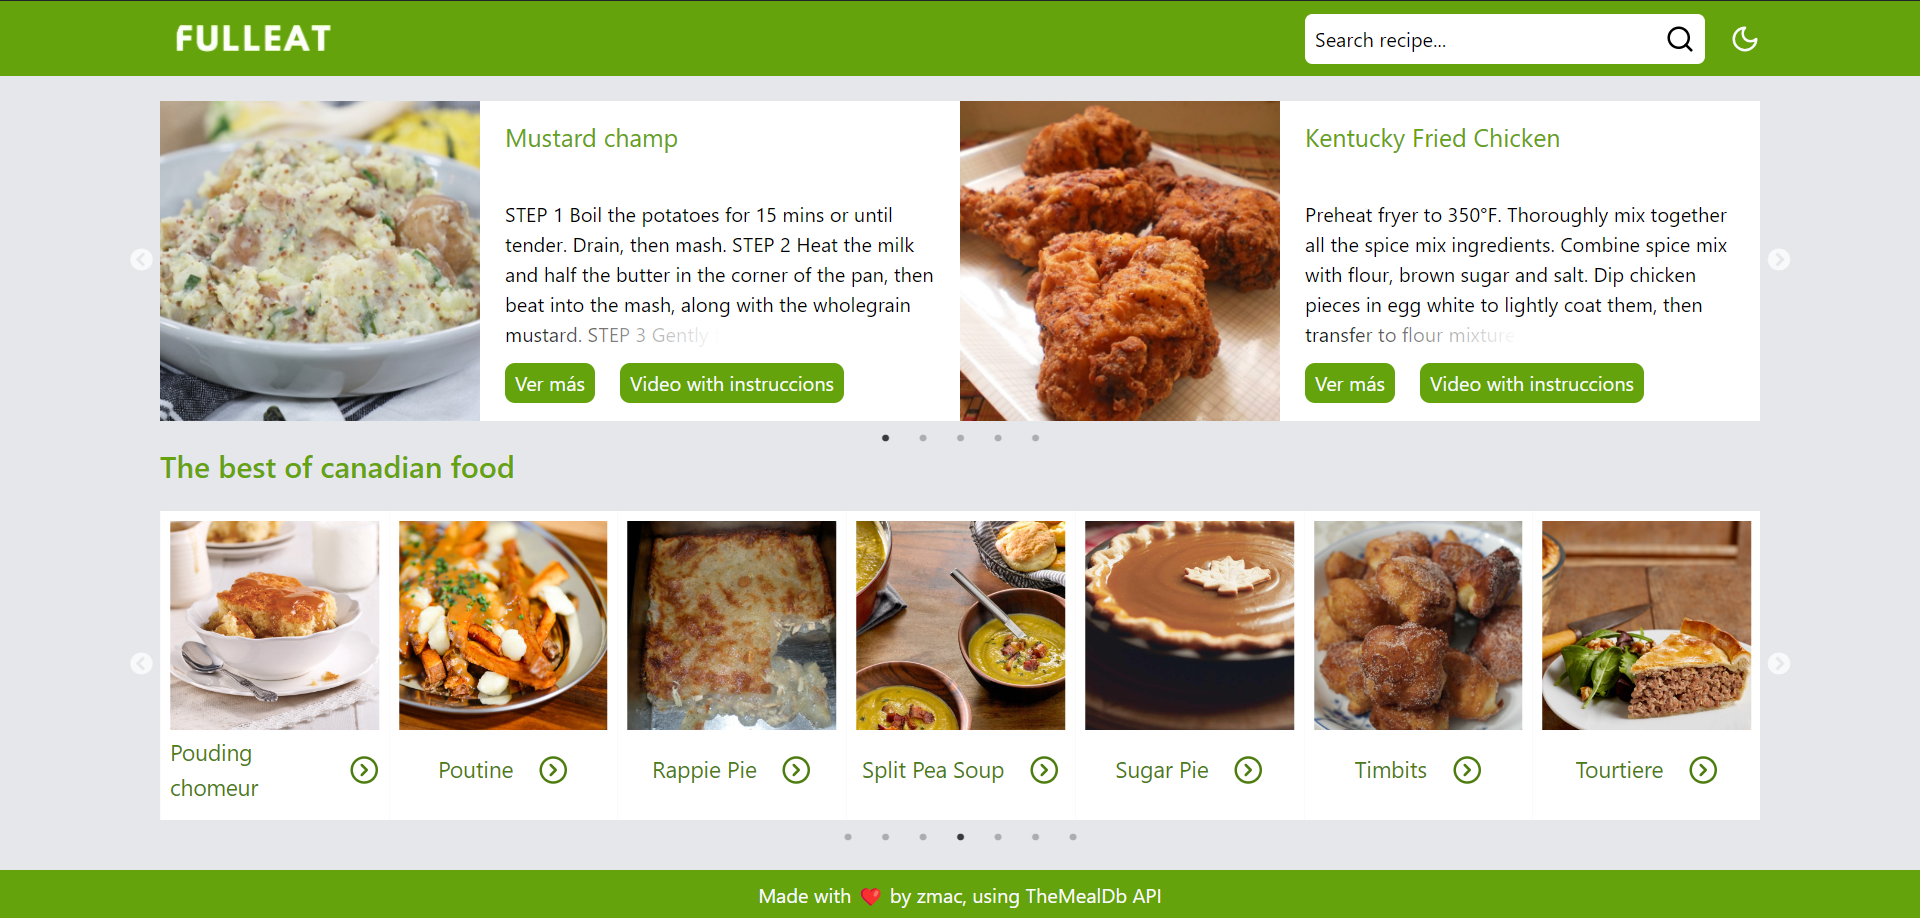 FULLEAT
Search recipe...
Mustard champ
STEP 1 Boil the potatoes for 15 mins or until
tender. Drain, then mash. STEP 2 Heat the milk
and half the butter in the corner of the pan, then
beat into the mash, along with the wholegrain
mustard. STEP 3 Gently
Ver más
Video with instruccions
Kentucky Fried Chicken
Preheat fryer to 350°F. Thoroughly mix together
all the spice mix ingredients. Combine spice mix
with flour, brown sugar and salt. Dip chicken
pieces in egg white to lightly coat them, then
transfer to flour mixture
Ver más
Video with instruccions
The best of canadian food
Pouding
chomeur
Poutine
Rappie Pie
Split Pea Soup
Sugar Pie
Timbits
Tourtiere
Made with ❤️ by zmac, using TheMealDb API